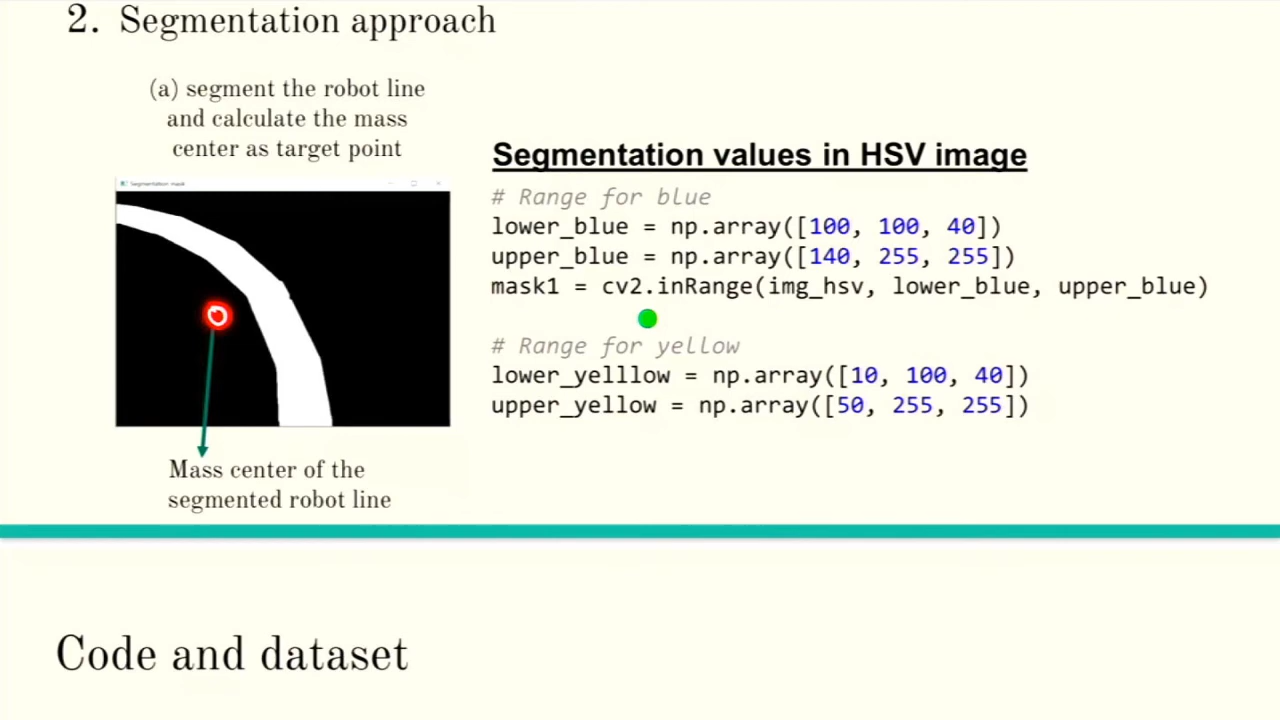 2. Segmentation approach
(a) segment the robot line
and calculate the mass
center as target point
Segmentation mask
Mass center of the
segmented robot line
Segmentation values in HSV image
# Range for blue
lower_blue = np.array([100, 100, 40])
upper_blue = np.array([140, 255, 255])
mask1 = cv2.inRange(img_hsv, lower_blue, upper_blue)
# Range for yellow
lower_yelllow = np.array([10, 100, 40])
upper_yellow = np.array([50, 255, 255])
Code and dataset